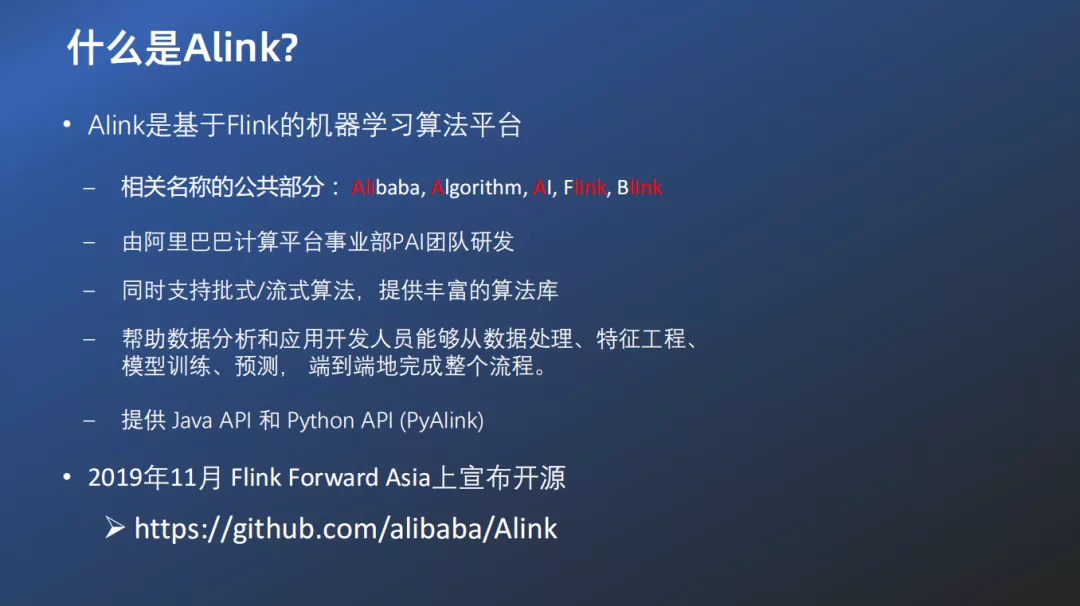 什么是Alink?
• Alink是基于Flink的机器学习算法平台
– 相关名称的公共部分：Alibaba, Algorithm, AI, Flink, Blink
– 由阿里巴巴计算平台事业部PAI团队研发
– 同时支持批式/流式算法，提供丰富的算法库
– 帮助数据分析和应用开发人员能够从数据处理、特征工程、
模型训练、预测， 端到端地完成整个流程。
– 提供 Java API 和 Python API (PyAlink)
• 2019年11月 Flink Forward Asia上宣布开源
➢ https://github.com/alibaba/Alink